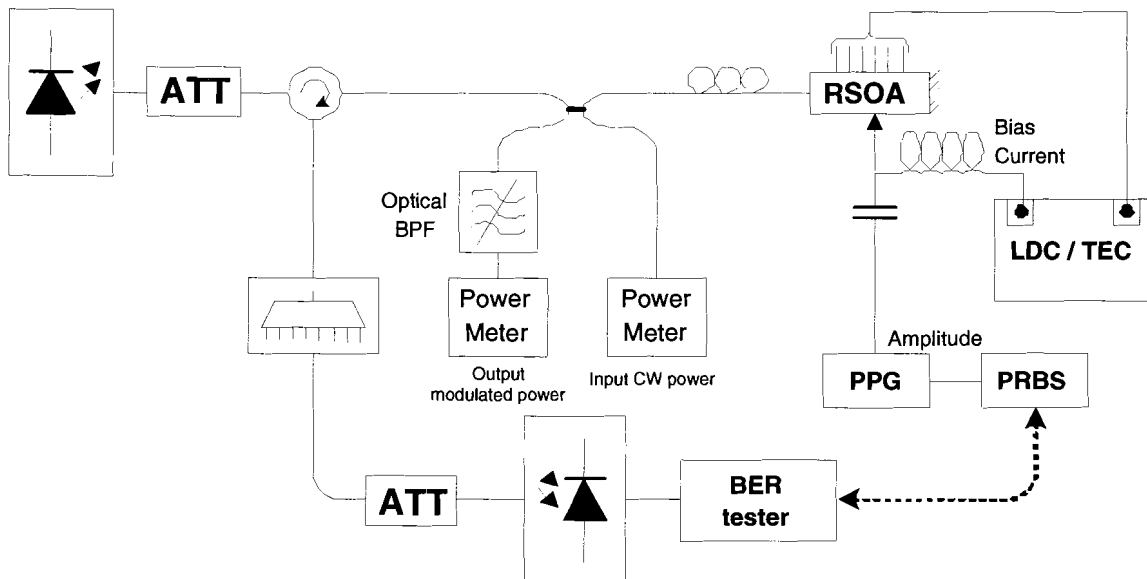 ATT
RSOA
Bias
Current
Optical
BPF
LDC / TEC
Power
Meter
Power
Meter
Amplitude
Output
modulated power
Input CW power
PPG
PRBS
ATT
BER
tester